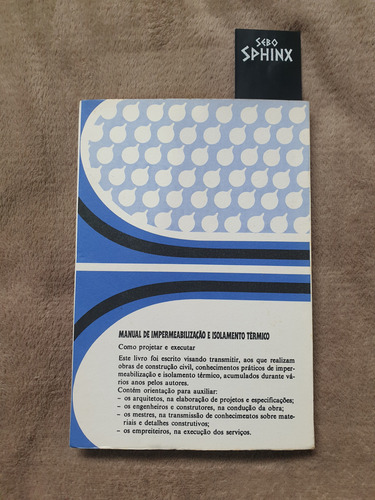 SEBO
SPHINX
MANUAL DE IMPERMEABILIZAÇÃO E ISOLAMENTO TÉRMICO
Como projetar e executar
Este livro foi escrito visando transmitir, aos que realizam
obras de construção civil, conhecimentos práticos de imper-
meabilização e isolamento térmico, acumulados durante vá-
rios anos pelos autores.
Contém orientação para auxiliar:
– os arquitetos, na elaboração de projetos e especificações;
– os engenheiros e construtores, na condução da obra;
– os mestres, na transmissão de conhecimentos sobre mate-
riais e detalhes construtivos;
– os empreiteiros, na execução dos serviços.